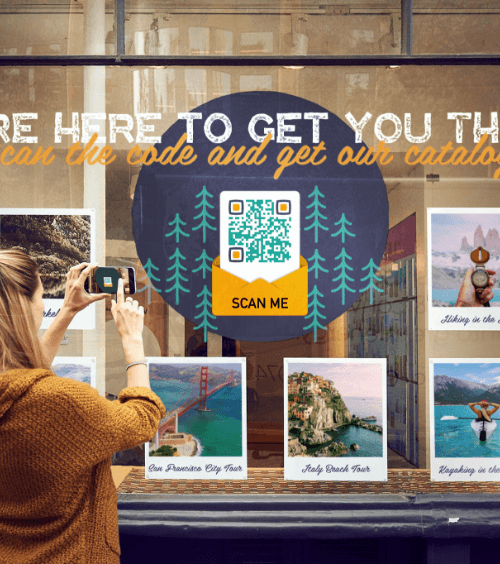 RE HERE TO GET YOU TH
can the code and get our catalog
SCAN ME
Hiking in the
San Francisco City Tour
Italy Beach Tour
Kayaking in the